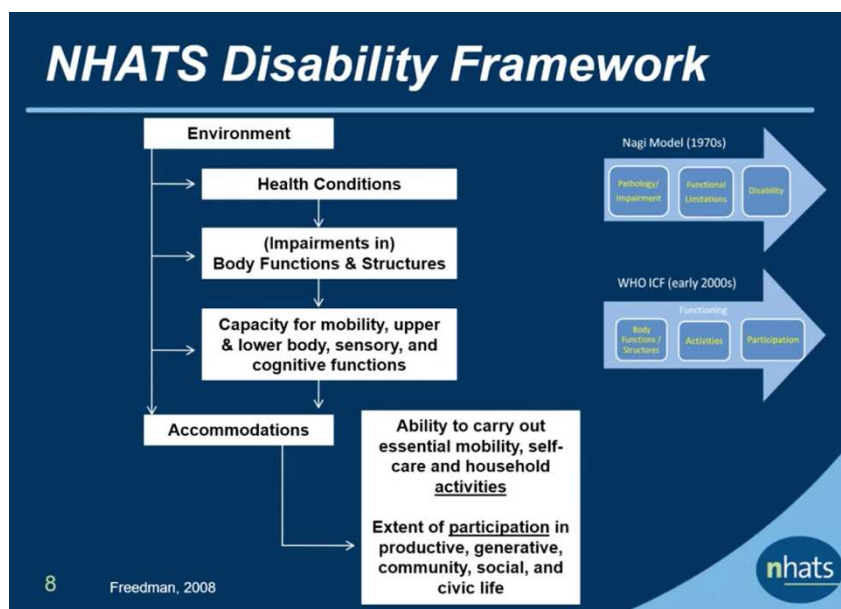 NHATS Disability Framework
Environment
Health Conditions
(Impairments in)
Body Functions & Structures
Capacity for mobility, upper
& lower body, sensory, and
cognitive functions
Accommodations
Ability to carry out
essential mobility, self-
care and household
activities
Extent of participation in
productive, generative,
community, social, and
civic life
Nagi Model (1970s)
Pathology/
Impairment
Functional
Limitations
Disability
WHO ICF (early 2000s)
Functioning
Body
Functions /
Structures
Activities
Participation
8
Freedman, 2008
nhats